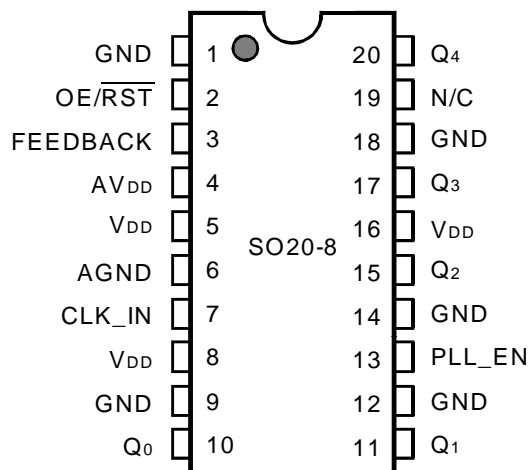 GND 1 20 Q4
OE/RST 2 19 N/C
FEEDBACK 3 18 GND
AVDD 4 17 Q3
VDD 5 16 VDD
SO20-8
AGND 6 15 Q2
CLK_IN 7 14 GND
VDD 8 13 PLL_EN
GND 9 12 GND
Q0 10 11 Q1